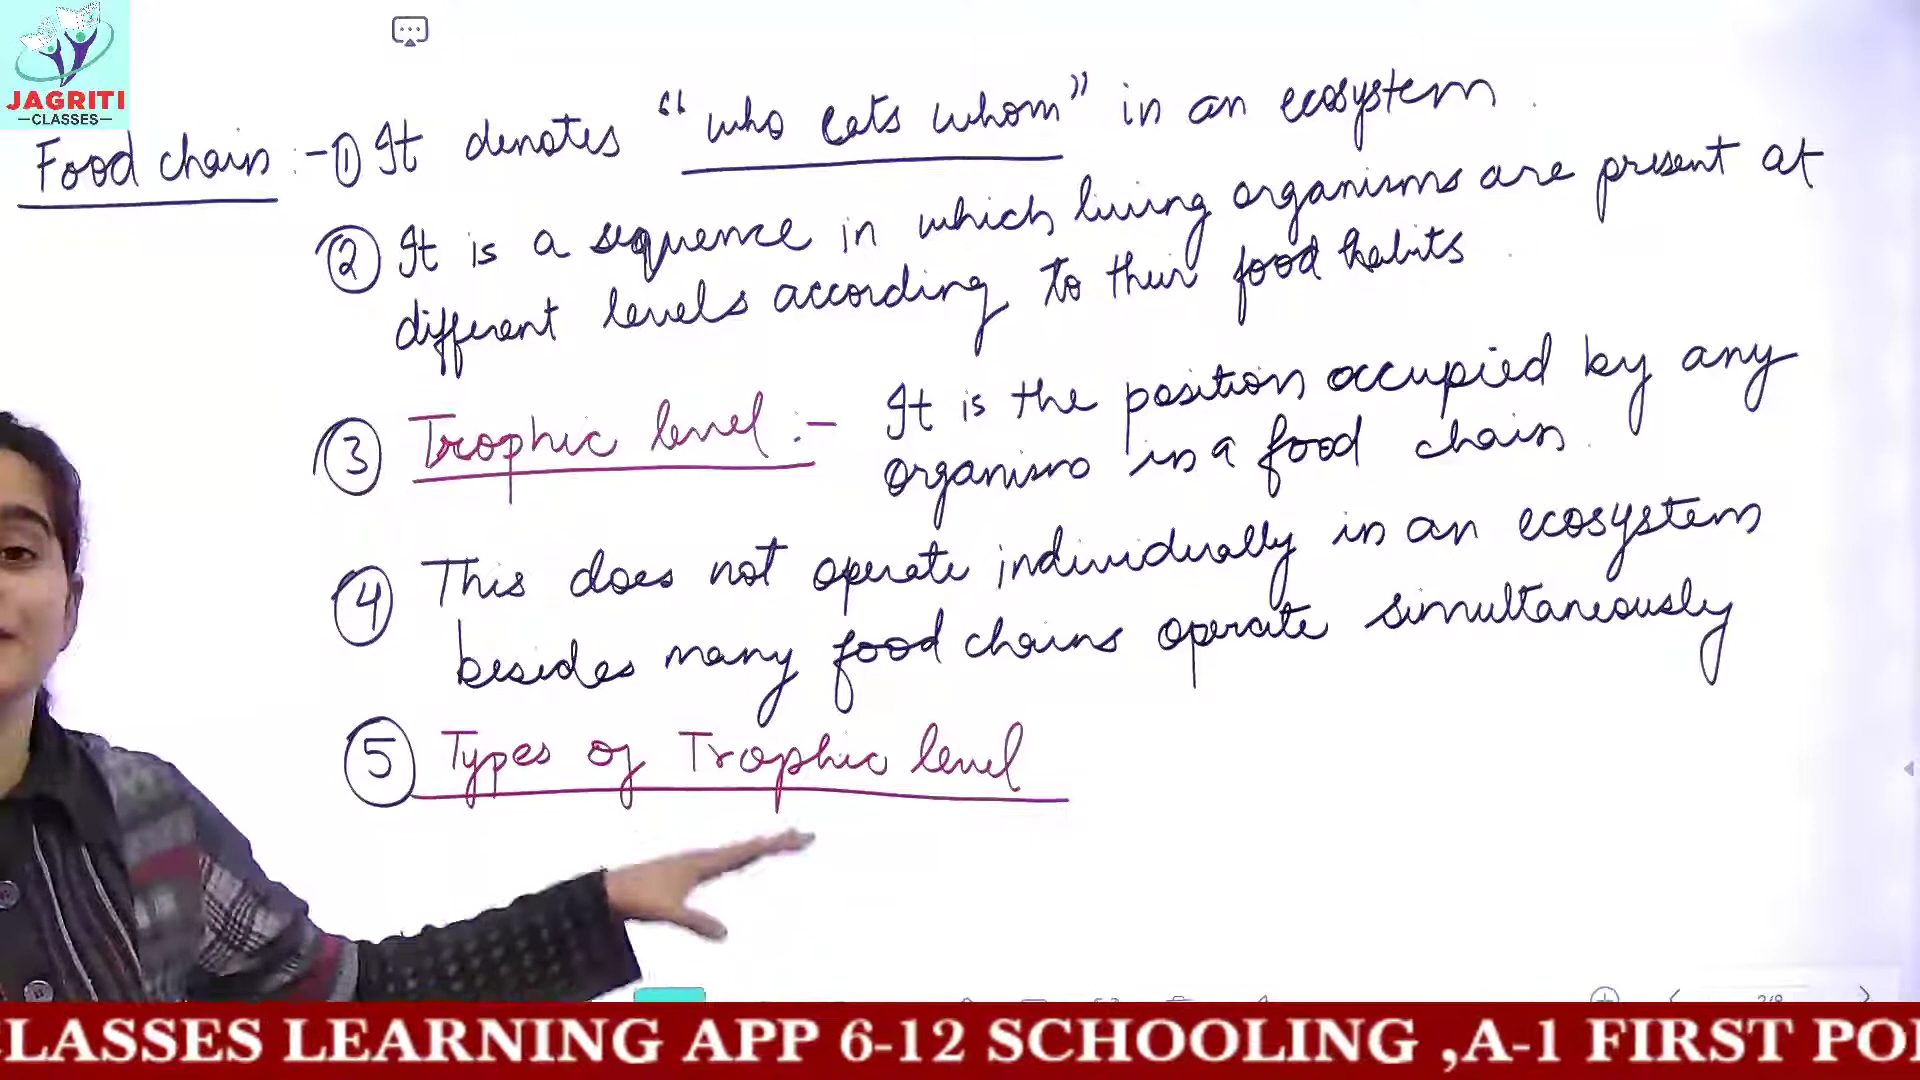 JAGRITI
—CLASSES—
Food chain :- ① It denotes "who eats whom" in an ecosystem.
② It is a sequence in which living organisms are present at
different levels according to their food habits.
③ Trophic level :- It is the position occupied by any
organism in a food chain.
④ This does not operate individually in an ecosystem
besides many food chains operate simultaneously
⑤ Types of Trophic level
CLASSES LEARNING APP 6-12 SCHOOLING ,A-1 FIRST PO